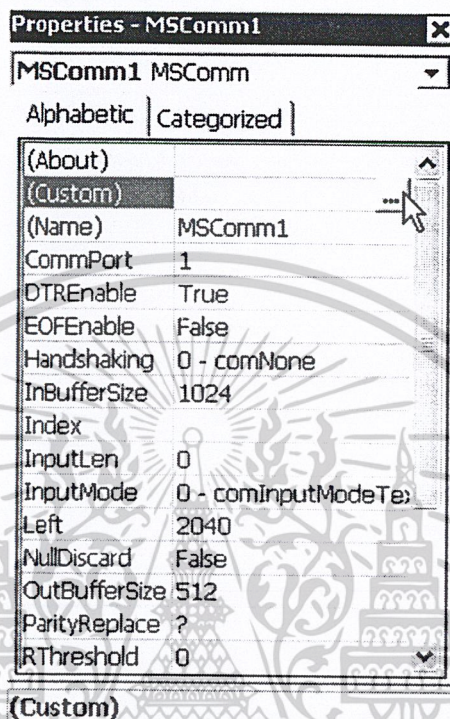 Properties - MSComm1
MSComm1 MSComm
Alphabetic Categorized
(About)
(Custom) ...
(Name) MSComm1
CommPort 1
DTREnable True
EOFEnable False
Handshaking 0 - comNone
InBufferSize 1024
Index
InputLen 0
InputMode 0 - comInputModeTe
Left 2040
NullDiscard False
OutBufferSize 512
ParityReplace ?
RThreshold 0
(Custom)